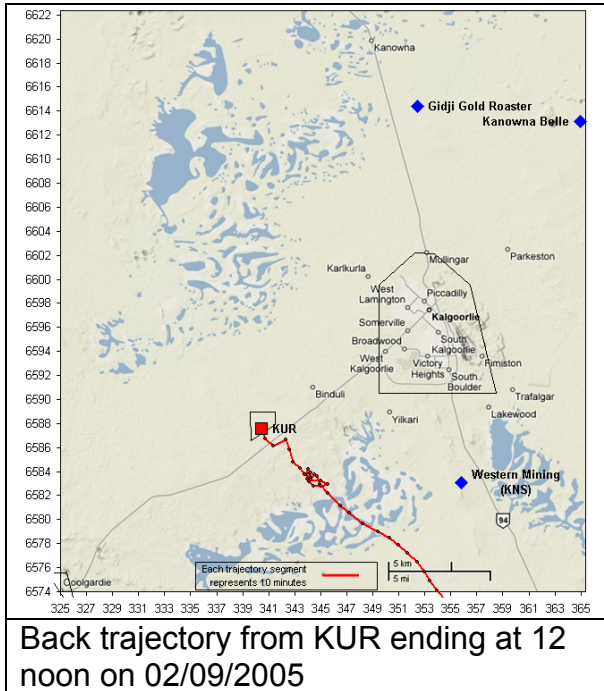 6622
6620
6618
6616
6614
6612
6610
6608
6606
6604
6602
6600
6598
6596
6594
6592
6590
6588
6586
6584
6582
6580
6578
6576
6574
Kanowna
Gidji Gold Roaster
Kanowna Belle
Mullingar
Parkeston
Karlkurla
West
Lamington
Piccadilly
Kalgoorlie
Somerville
Broadwood
South
Kalgoorlie
West
Kalgoorlie
Victory
Heights
Fimiston
South
Boulder
Trafalgar
Binduli
Lakewood
Yilkari
KUR
Western Mining
(KNS)
94
Each trajectory segment
represents 10 minutes
5 km
5 mi
Coolgardie
325 327 329 331 333 335 337 339 341 343 345 347 349 351 353 355 357 359 361 363 365
Back trajectory from KUR ending at 12
noon on 02/09/2005